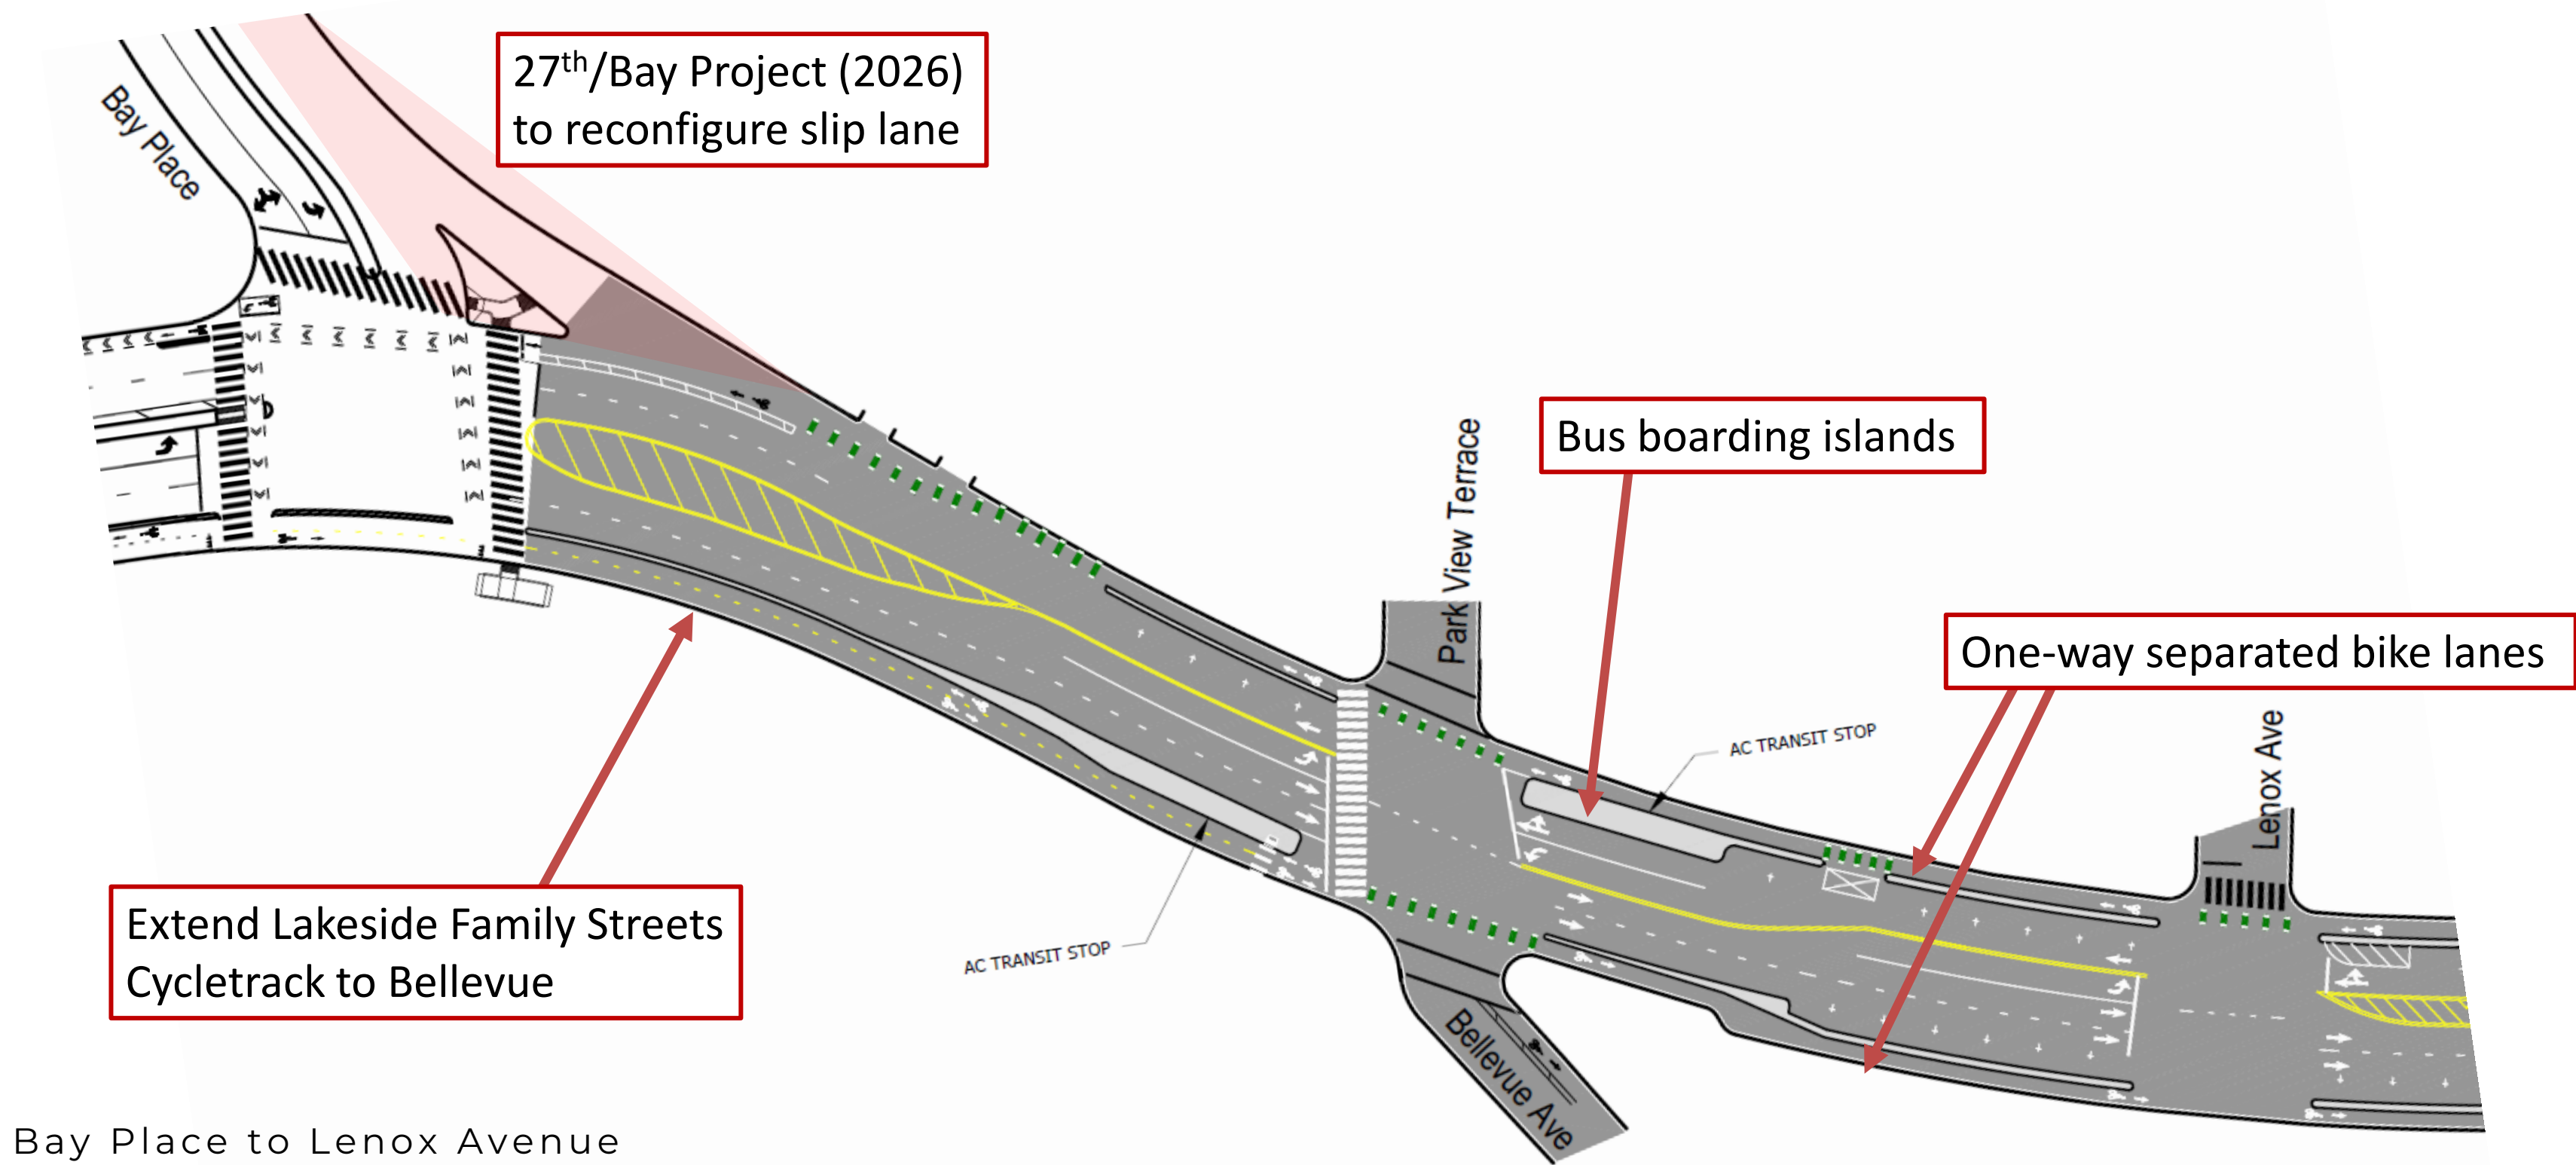 27th/Bay Project (2026)
to reconfigure slip lane
Bay Place
Bus boarding islands
Park View Terrace
One-way separated bike lanes
AC TRANSIT STOP
Lenox Ave
Extend Lakeside Family Streets
Cycletrack to Bellevue
AC TRANSIT STOP
Bellevue Ave
Bay Place to Lenox Avenue